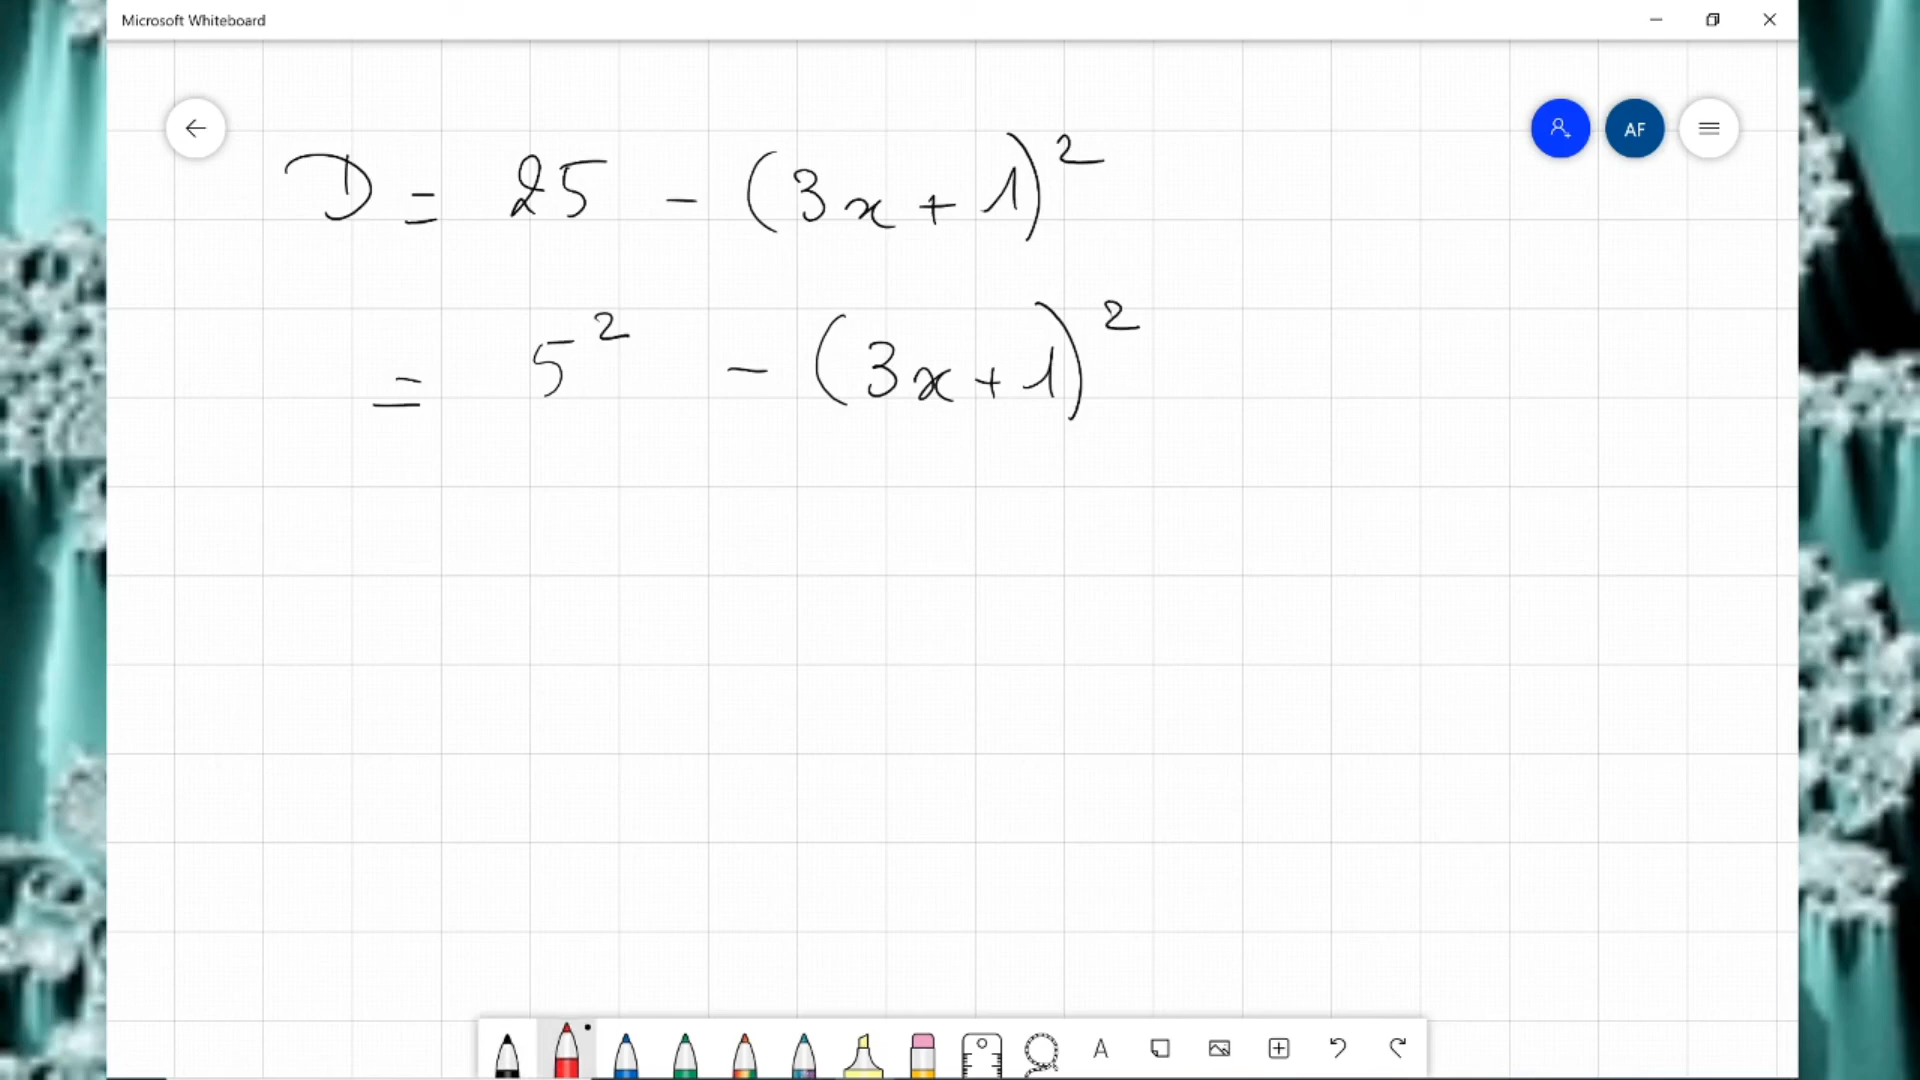 Microsoft Whiteboard
AF
D = 25 - (3x + 1)²
= 5² - (3x + 1)²
A